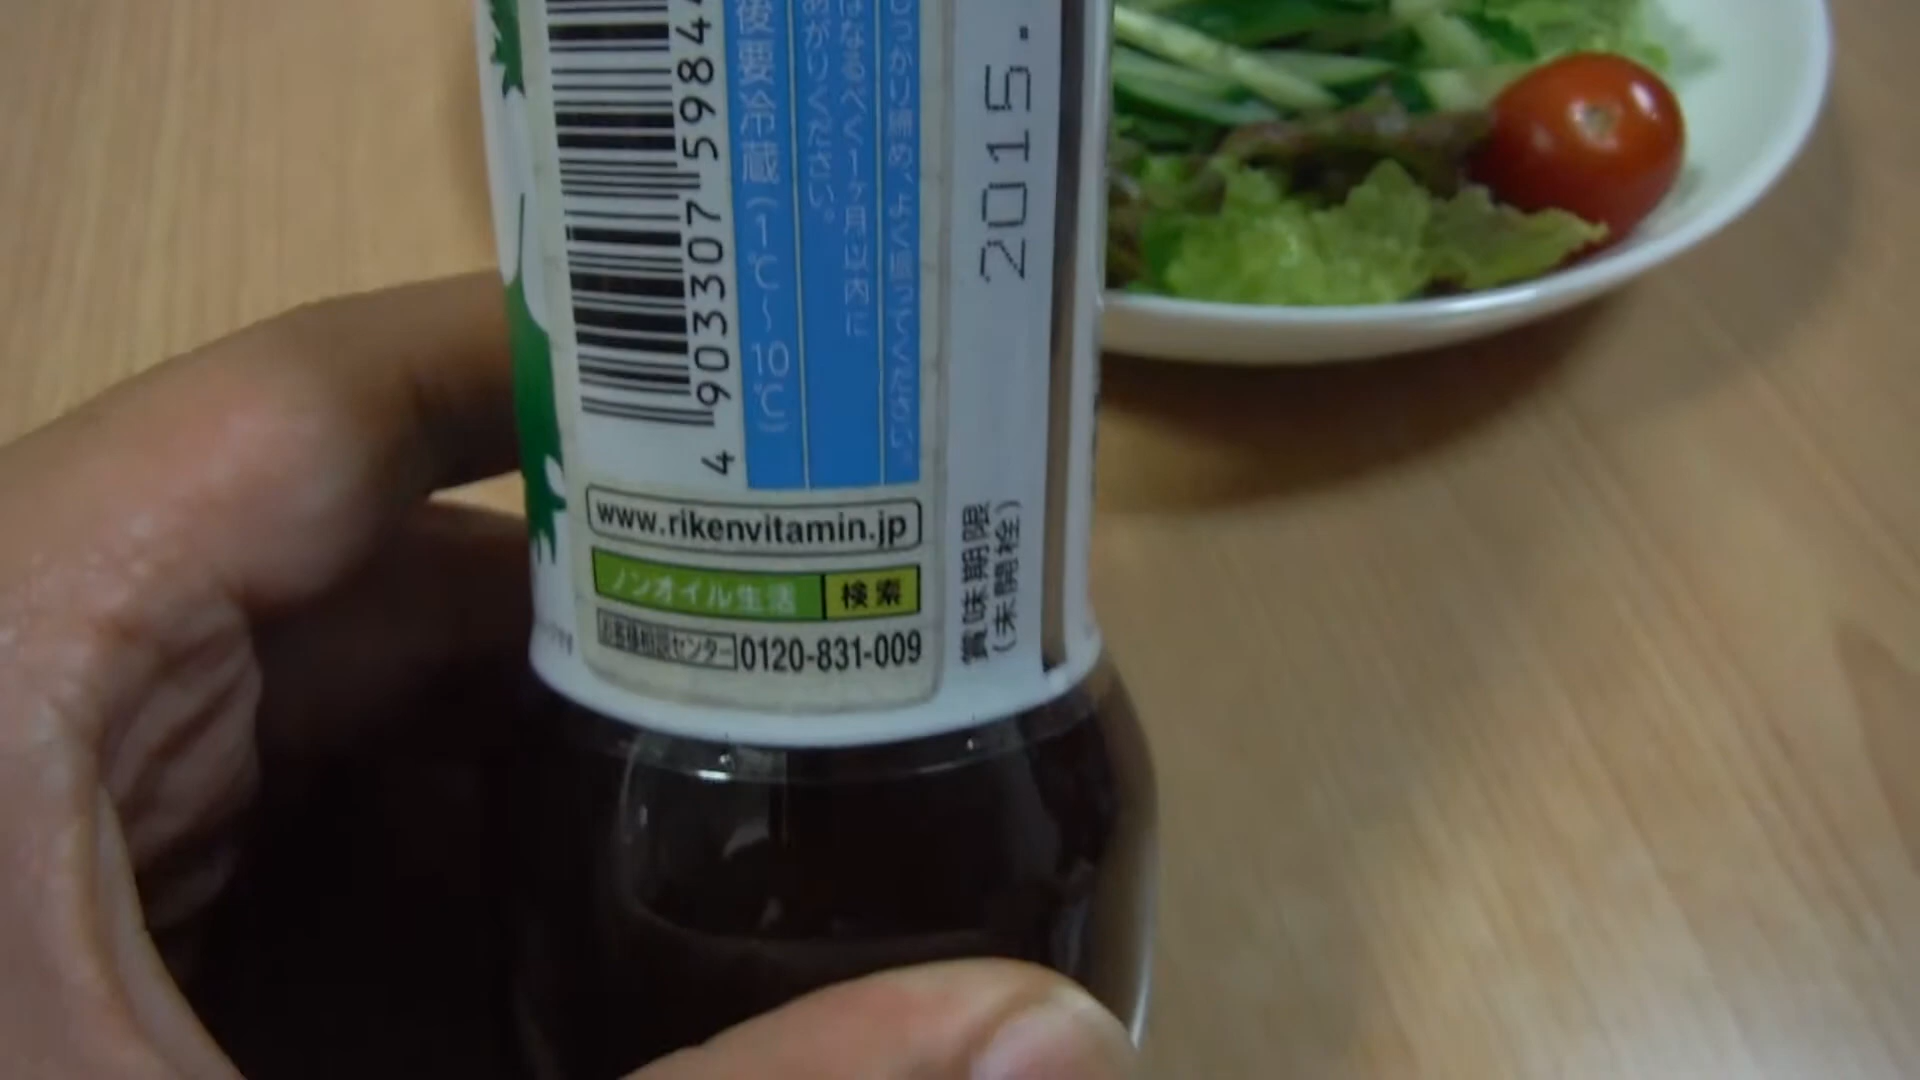 4 903307 55984
後要冷蔵(1℃〜10℃)
っかり締め、よく振ってください。
はなるべく1ヶ月以内に
あがりください。
2015.
賞味期限
(未開栓)
www.rikenvitamin.jp
ノンオイル生活 検索
お客様相談センター 0120-831-009